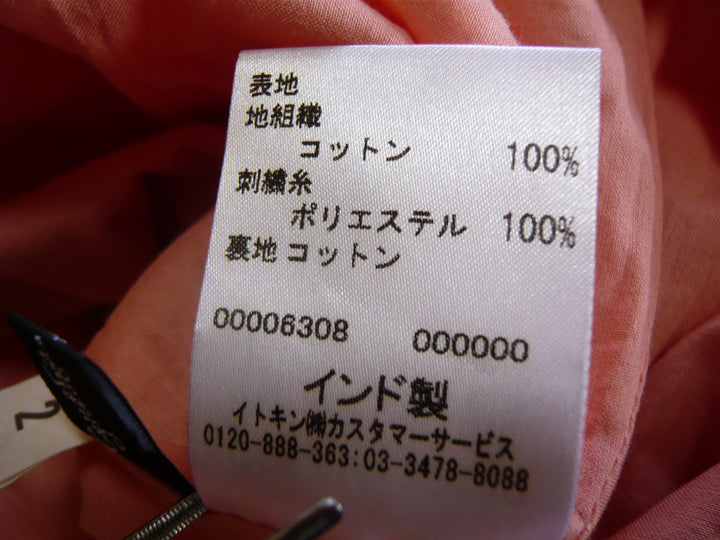 表地
地組織
コットン 100%
刺繍糸
ポリエステル 100%
裏地 コットン
00006308 000000
インド製
イトキン㈱カスタマーサービス
0120-888-363:03-3478-8088
2